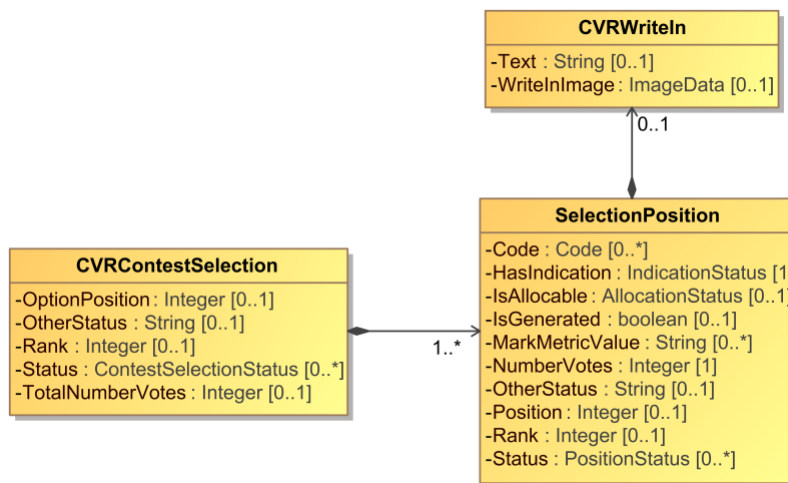 CVRWriteIn
-Text : String [0..1]
-WriteInImage : ImageData [0..1]
0..1
SelectionPosition
-Code : Code [0..*]
-HasIndication : IndicationStatus [1
-IsAllocable : AllocationStatus [0..1]
-IsGenerated : boolean [0..1]
-MarkMetricValue : String [0..*]
-NumberVotes : Integer [1]
-OtherStatus : String [0..1]
-Position : Integer [0..1]
-Rank : Integer [0..1]
-Status : PositionStatus [0..*]
CVRContestSelection
-OptionPosition : Integer [0..1]
-OtherStatus : String [0..1]
-Rank : Integer [0..1]
-Status : ContestSelectionStatus [0..*]
-TotalNumberVotes : Integer [0..1]
1..*